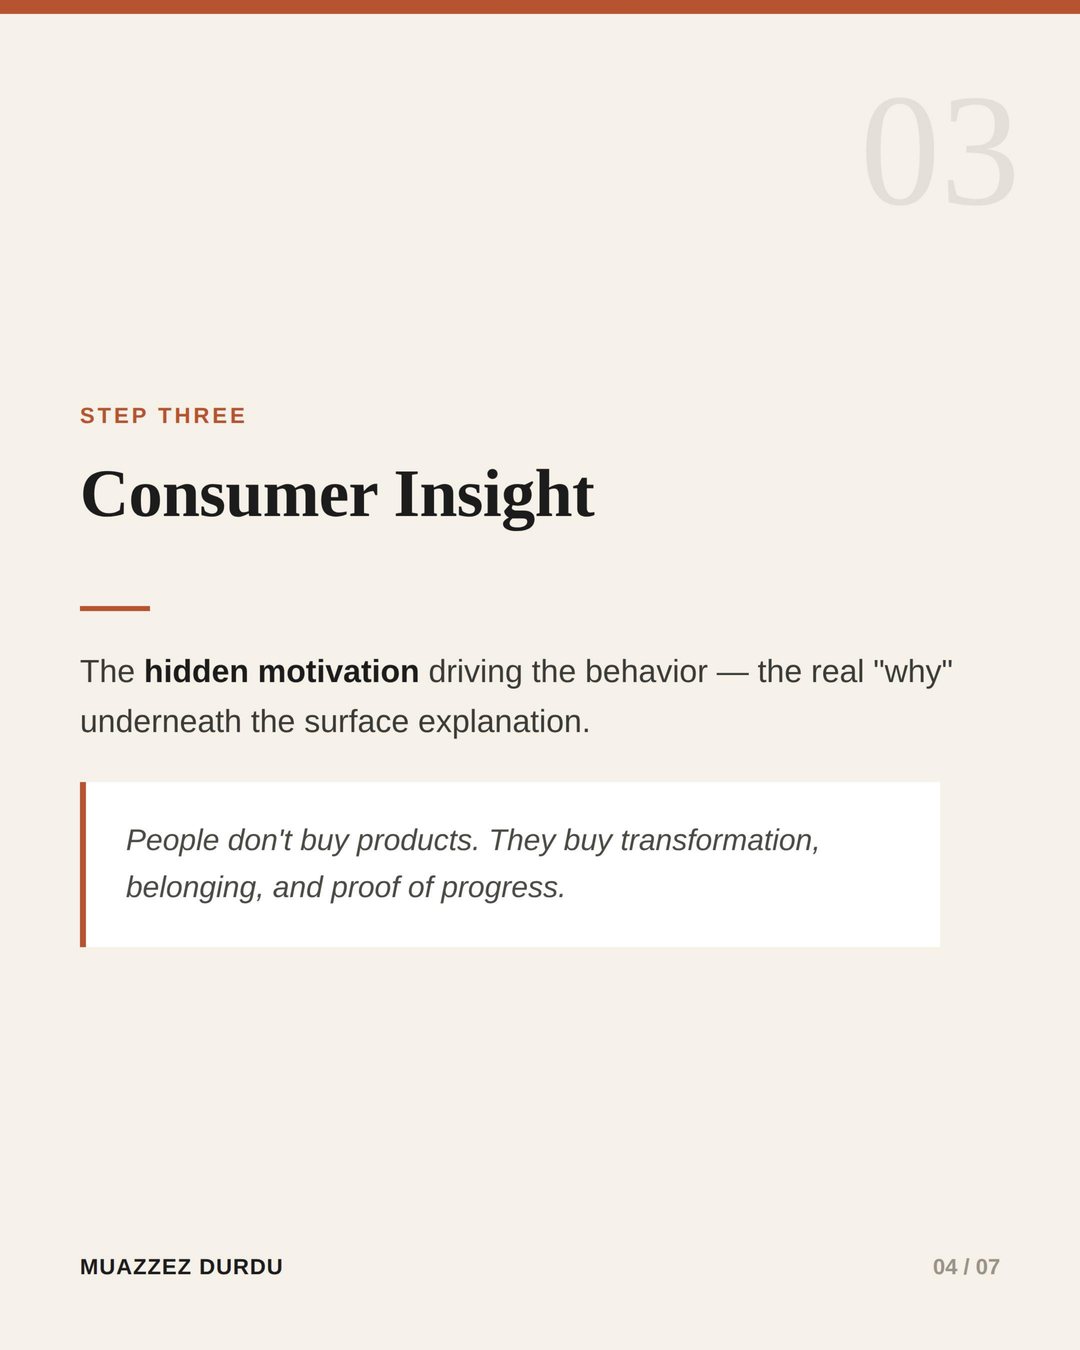 03
STEP THREE
Consumer Insight
The hidden motivation driving the behavior — the real "why"
underneath the surface explanation.
People don't buy products. They buy transformation,
belonging, and proof of progress.
MUAZZEZ DURDU
04 / 07